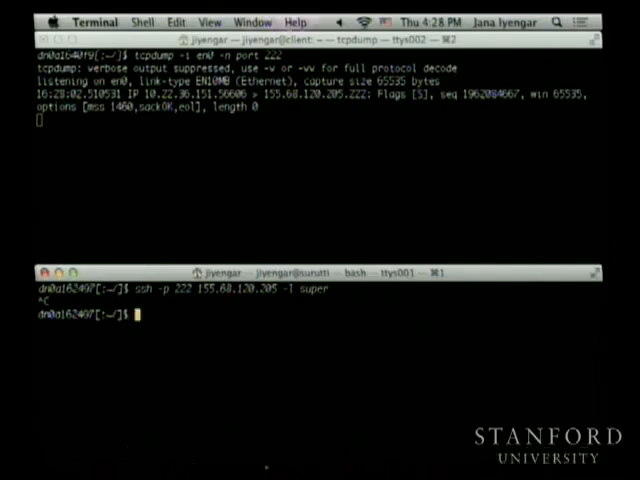 Terminal Shell Edit View Window Help Thu 4:28 PM Jana Iyengar
jiyengar — jiyengar@client: ~ — tcpdump — ttys002 — ⌘2
$ tcpdump -i en0 -n port 222
tcpdump: verbose output suppressed, use -v or -vv for full protocol decode
listening on en0, link-type EN10MB (Ethernet), capture size 65535 bytes
16:28:02.510531 IP 10.22.36.151.56606 > 155.68.120.205.222: Flags [S], seq 1962084667, win 65535,
options [mss 1460,sackOK,eol], length 0
jiyengar — jiyengar@surutti — bash — ttys001 — ⌘1
dn0a162497[:~/]$ ssh -p 222 155.68.120.205 -l super
^C
dn0a162497[:~/]$
STANFORD
UNIVERSITY